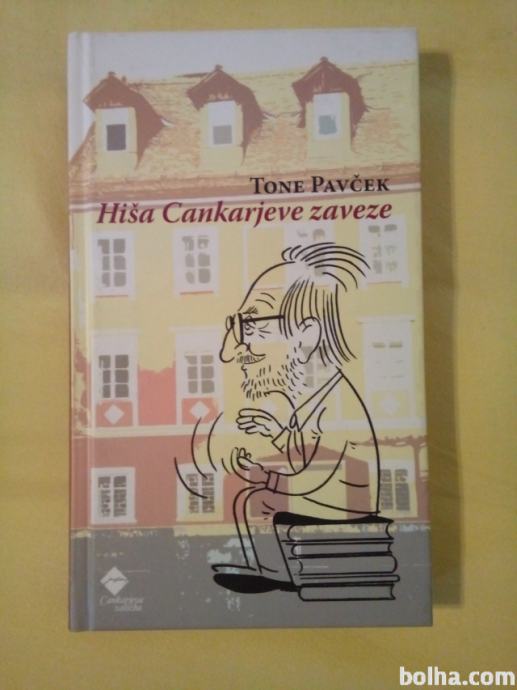 TONE PAVČEK
Hiša Cankarjeve zaveze
Cankarjeva
založba
bolha.com